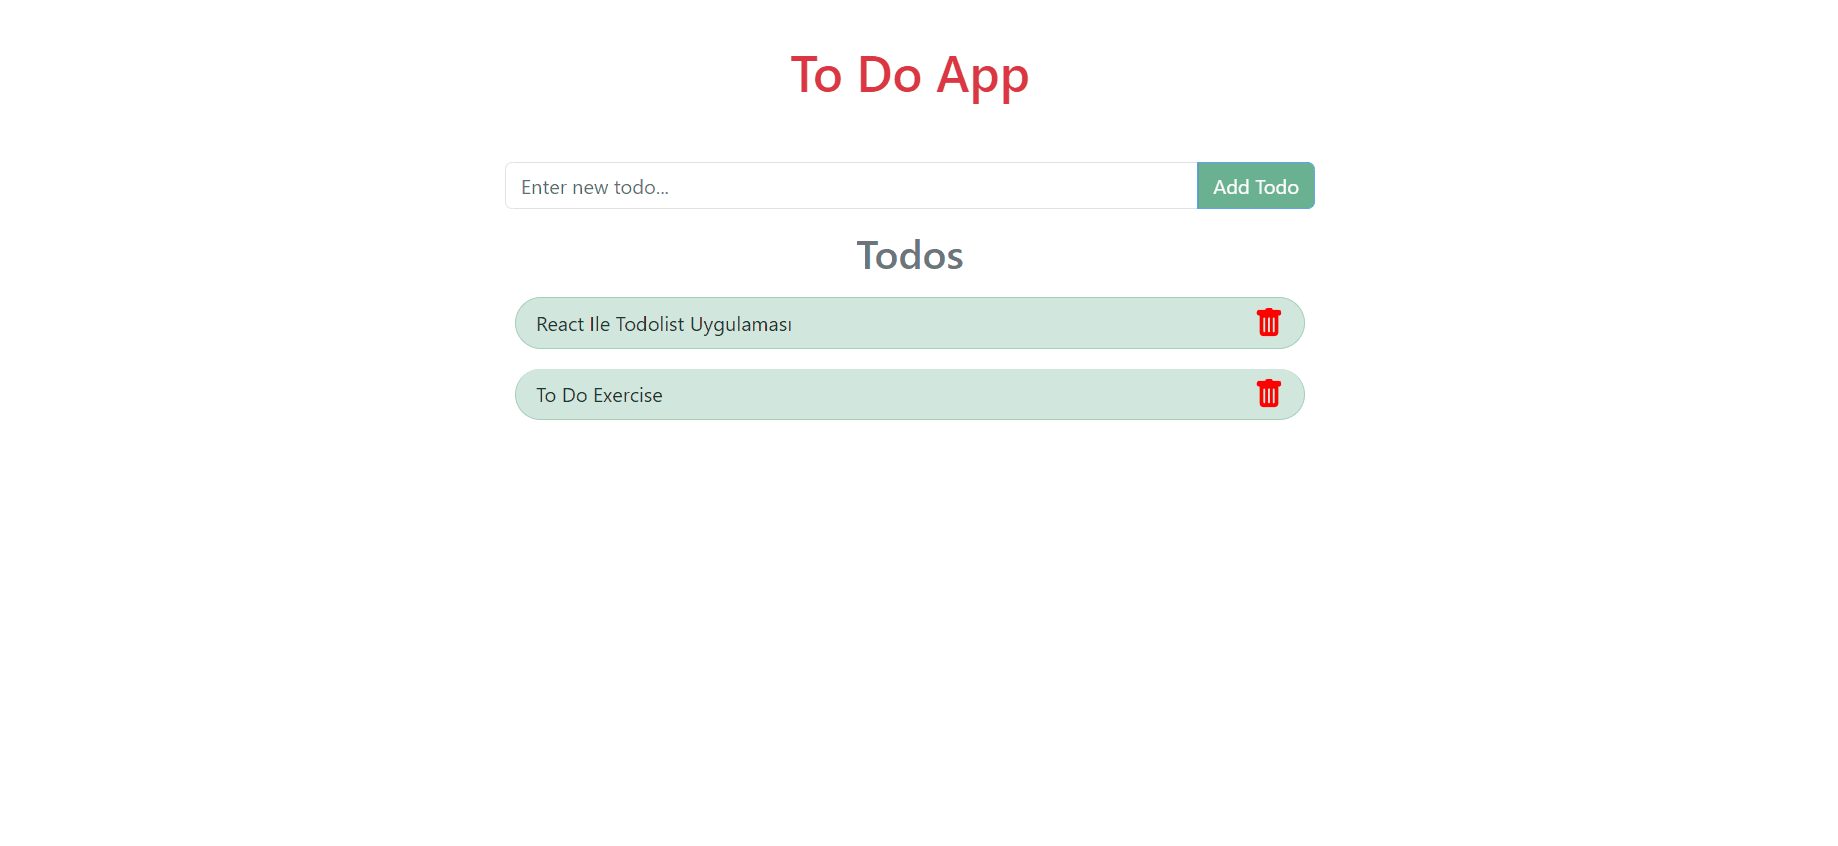 To Do App
Enter new todo...
Add Todo
Todos
React Ile Todolist Uygulaması
To Do Exercise